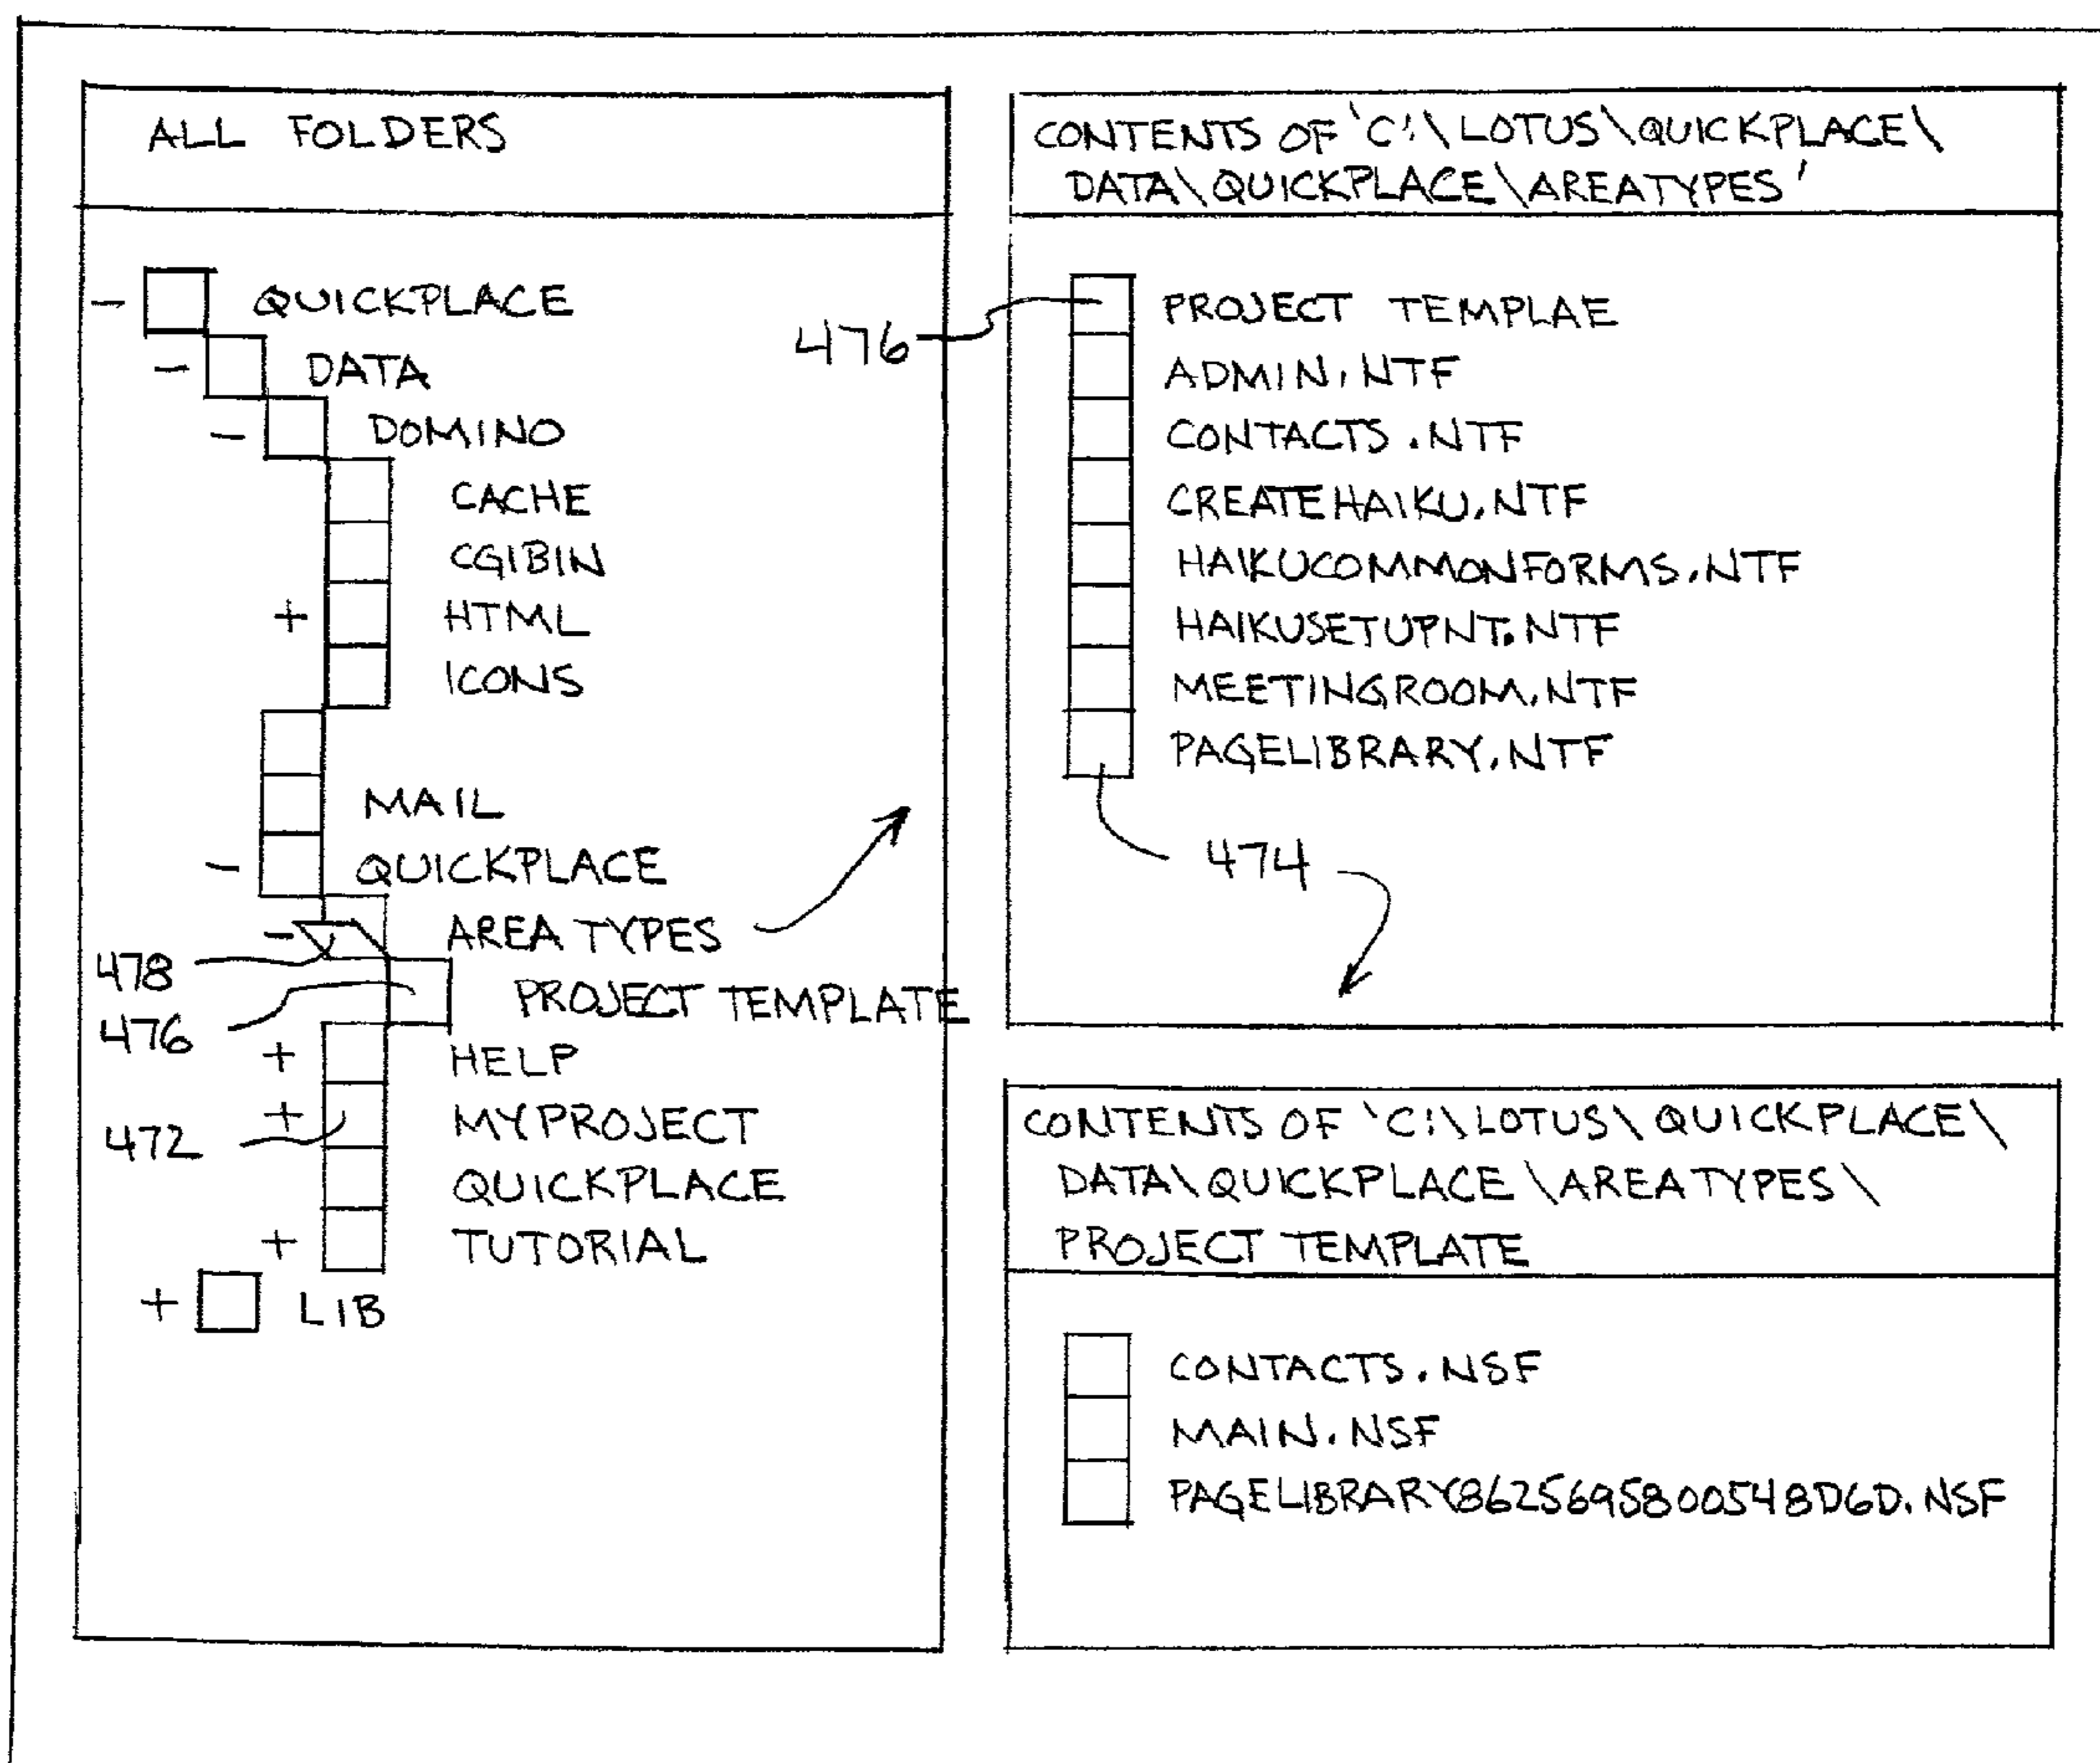 ALL FOLDERS
- QUICKPLACE
- DATA
- DOMINO
CACHE
CGIBIN
+ HTML
ICONS
MAIL
- QUICKPLACE
- AREA TYPES
478
PROJECT TEMPLATE
476
+ HELP
+ MYPROJECT
472
QUICKPLACE
+ TUTORIAL
+ LIB
CONTENTS OF 'C:\LOTUS\QUICKPLACE\
DATA\QUICKPLACE\AREATYPES'
476
PROJECT TEMPLAE
ADMIN.NTF
CONTACTS.NTF
CREATEHAIKU.NTF
HAIKUCOMMONFORMS.NTF
HAIKUSETUPNT.NTF
MEETINGROOM.NTF
PAGELIBRARY.NTF
474
CONTENTS OF 'C:\LOTUS\QUICKPLACE\
DATA\QUICKPLACE\AREATYPES\
PROJECT TEMPLATE
CONTACTS.NSF
MAIN.NSF
PAGELIBRARY8625695800548D6D.NSF